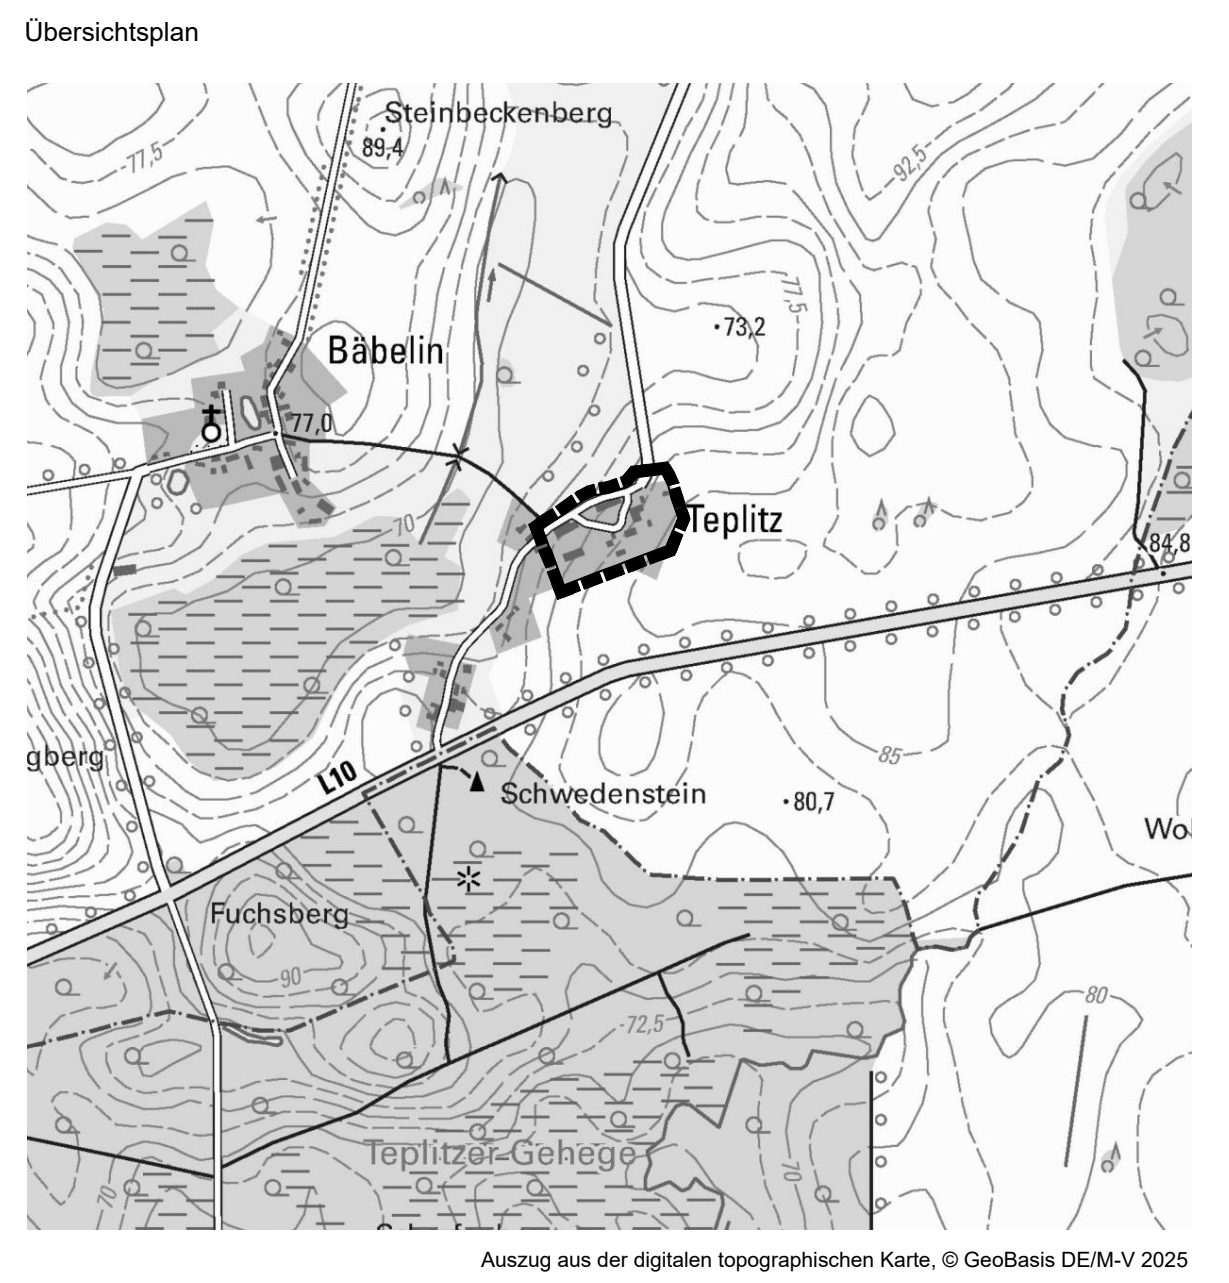 Übersichtsplan
Steinbeckenberg
89,4
77,5
92,5
77,5
73,2
Bäbelin
77,0
70
Teplitz
84,8
gberg
L10
Schwedenstein
80,7
85
Wo
Fuchsberg
90
80
72,5
Teplitzer-Gehege
70
70
Auszug aus der digitalen topographischen Karte, © GeoBasis DE/M-V 2025